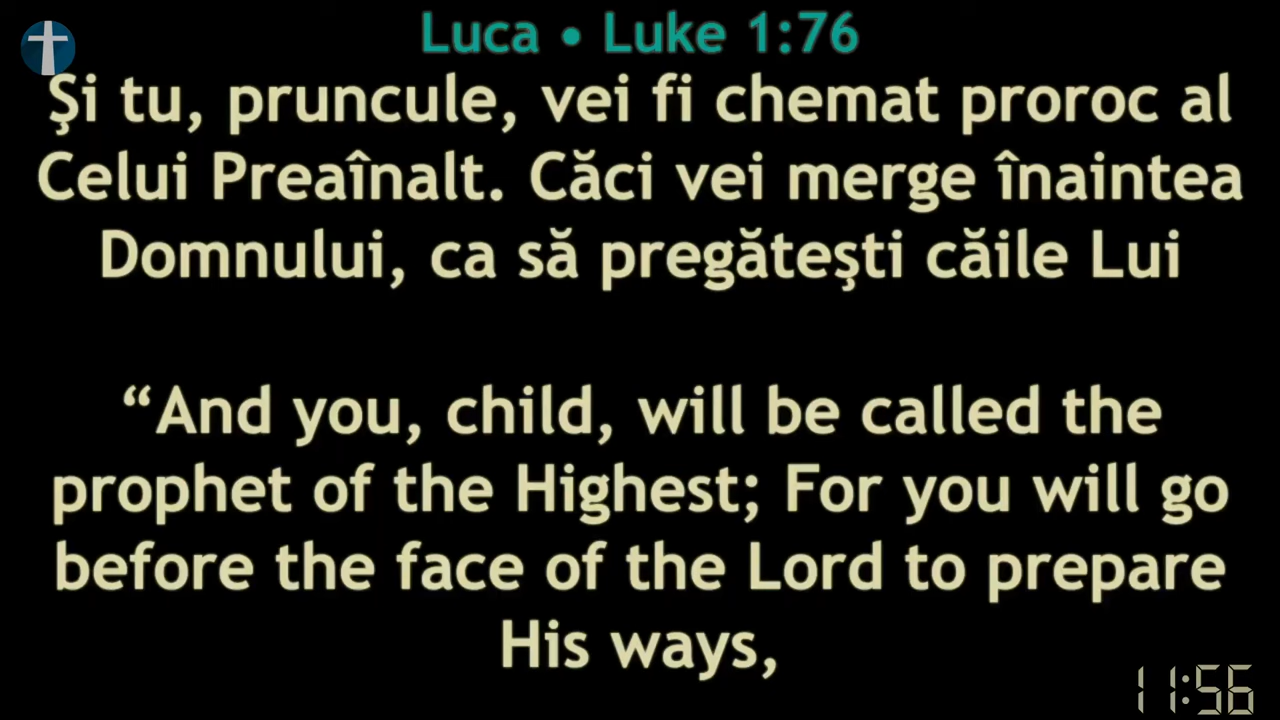 Luca • Luke 1:76
Şi tu, pruncule, vei fi chemat proroc al
Celui Preaînalt. Căci vei merge înaintea
Domnului, ca să pregăteşti căile Lui
“And you, child, will be called the
prophet of the Highest; For you will go
before the face of the Lord to prepare
His ways,
11:56